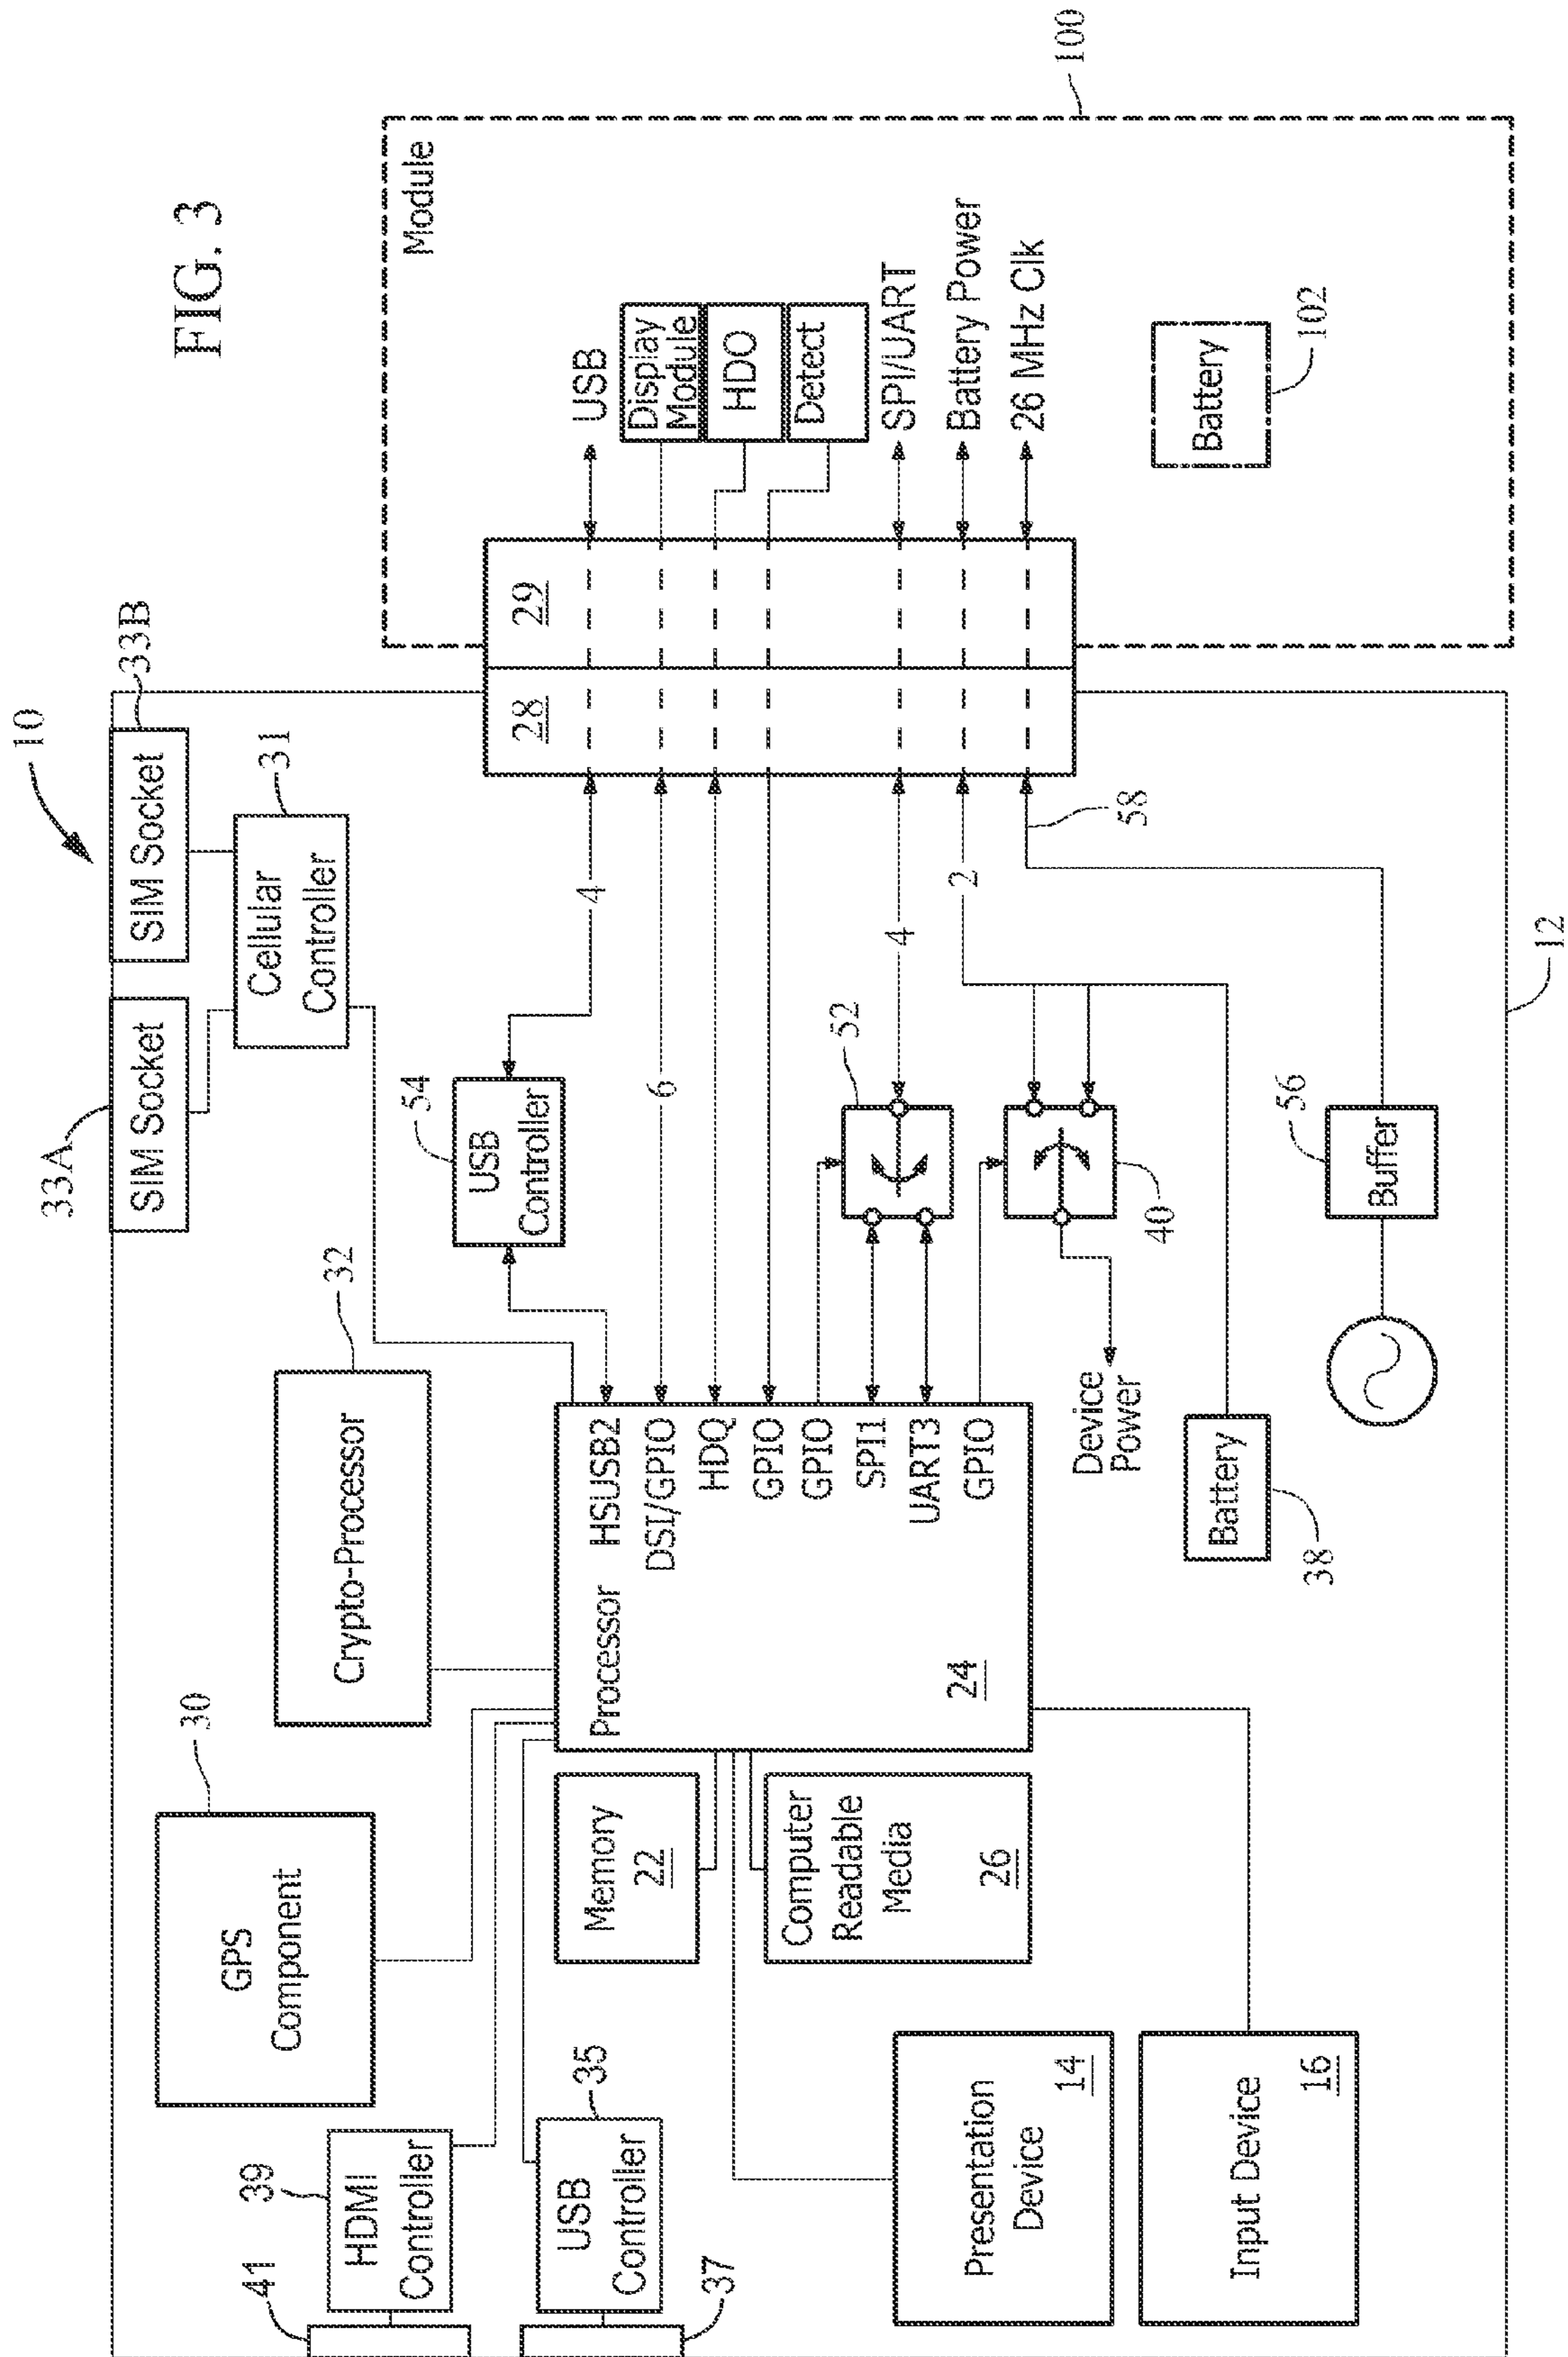 FIG. 3
10
33A
SIM Socket
SIM Socket
33B
31
Cellular
Controller
32
Crypto-Processor
30
GPS
Component
39
HDMI
Controller
41
35
USB
Controller
37
54
USB
Controller
Processor
24
HSUSB2
DSI/GPIO
HDQ
GPIO
GPIO
SPI1
UART3
GPIO
Memory
22
Computer
Readable
Media
26
Presentation
Device
14
Input Device
16
4
6
4
2
52
40
Device
Power
Battery
38
56
Buffer
58
12
28
29
Module
100
USB
Display
Module
HDO
Detect
SPI/UART
Battery Power
26 MHz Clk
Battery
102